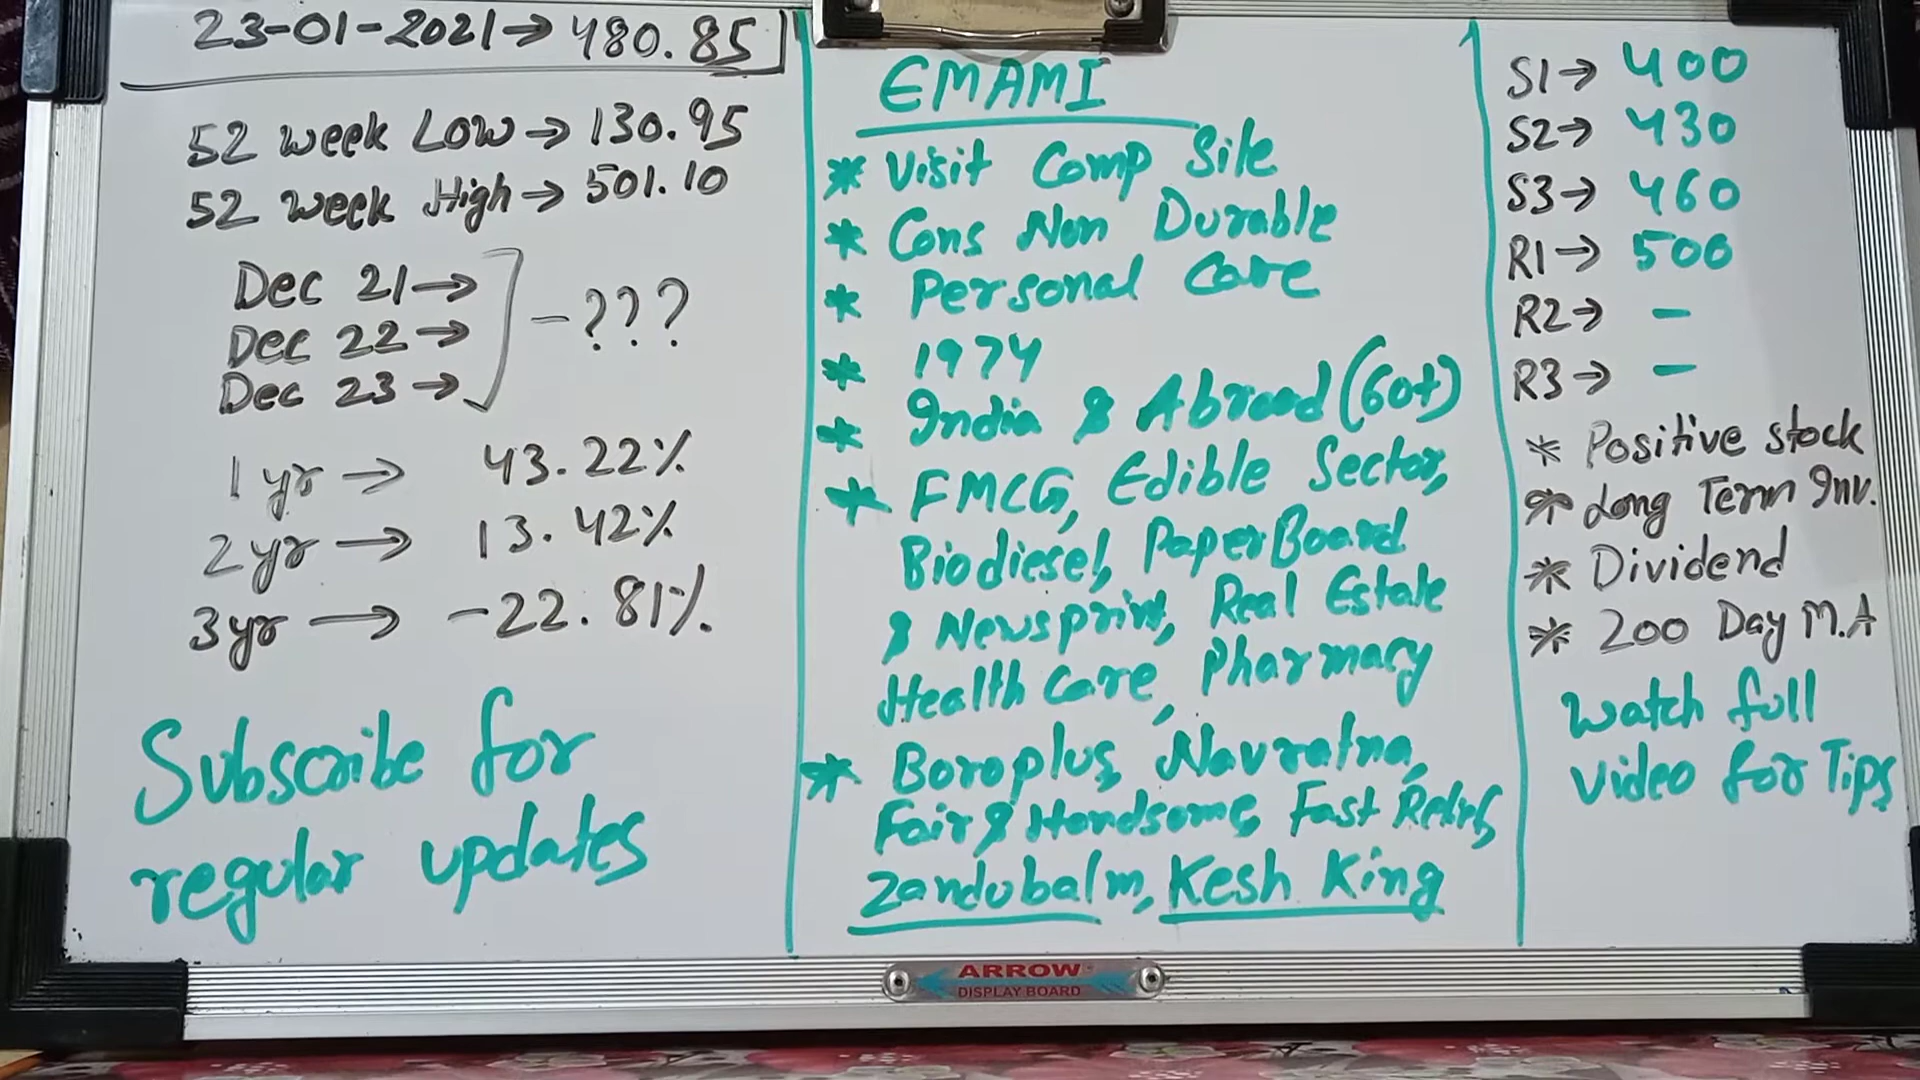 23-01-2021→480.85
52 week Low→130.95
52 week High→501.10
Dec 21→
Dec 22→
Dec 23→
-???
1 yr→ 43.22%
2 yr→ 13.42%
3 yr→ -22.81%
Subscribe for
regular updates
EMAMI
* Visit Comp Site
* Cons Non Durable
* Personal Care
* 1974
* India & Abroad (60+)
* FMCG, Edible Sector,
Biodiesel, PaperBoard
& Newsprint, Real Estate
Health Care, Pharmacy
* Boroplus, Navratna,
Fair & Handsome, Fast Relief,
Zandubalm, Kesh King
S1→ 400
S2→ 430
S3→ 460
R1→ 500
R2→ -
R3→ -
* Positive stock
* Long Term Inv.
* Dividend
* 200 Day M.A
Watch full
video for Tips
ARROW
DISPLAY BOARD